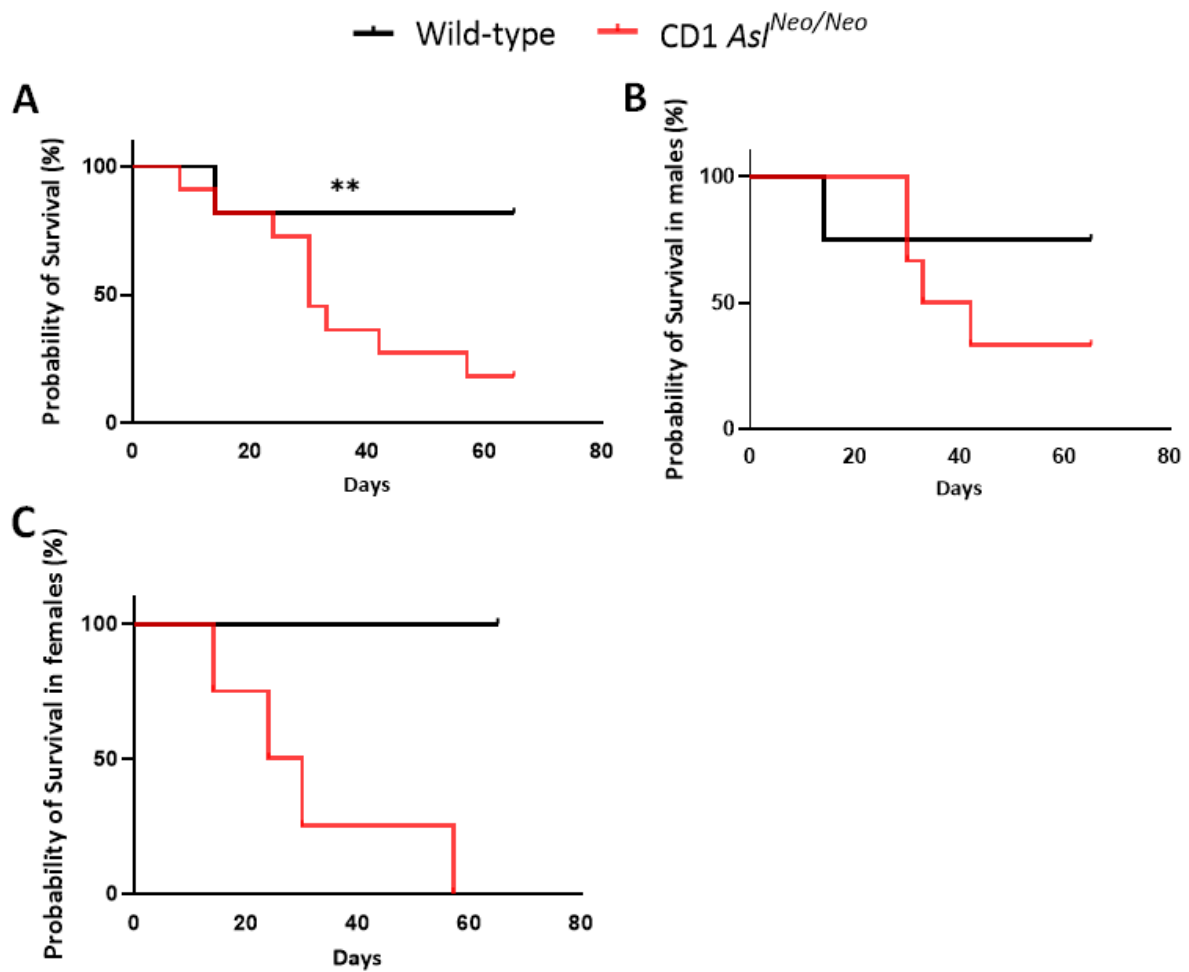 Wild-type CD1 Asl^Neo/Neo
A
Probability of Survival (%)
100
50
0
0 20 40 60 80
Days
**
B
Probability of Survival in males (%)
100
50
0
0 20 40 60 80
Days
C
Probability of Survival in females (%)
100
50
0
0 20 40 60 80
Days